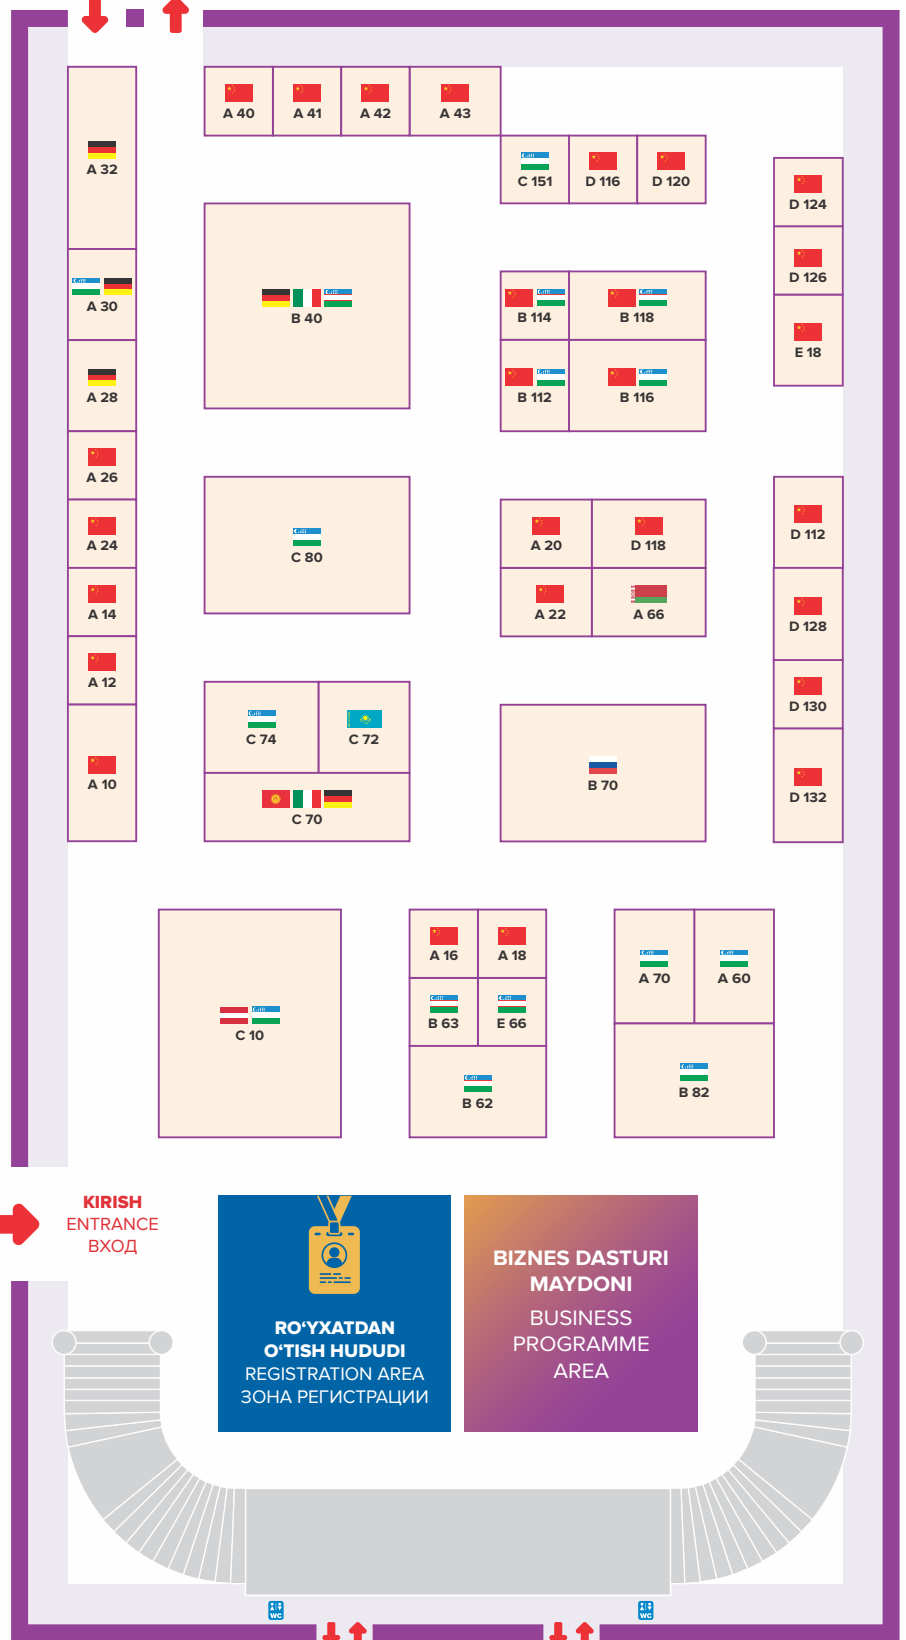 A 40
A 41
A 42
A 43
A 32
C 151
D 116
D 120
D 124
D 126
E 18
A 30
B 40
B 114
B 118
B 112
B 116
A 28
A 26
A 24
A 14
A 12
A 10
C 80
A 20
D 118
A 22
A 66
D 112
D 128
D 130
D 132
C 74
C 72
C 70
B 70
C 10
A 16
A 18
B 63
E 66
B 62
A 70
A 60
B 82
KIRISH
ENTRANCE
ВХОД
RO‘YXATDAN
O‘TISH HUDUDI
REGISTRATION AREA
ЗОНА РЕГИСТРАЦИИ
BIZNES DASTURI
MAYDONI
BUSINESS
PROGRAMME
AREA
WC
WC